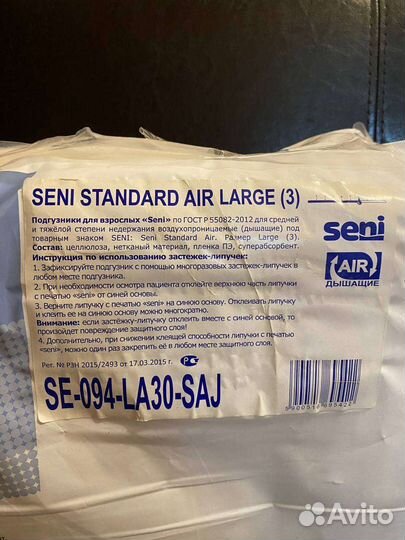 SENI STANDARD AIR LARGE (3)
Подгузники для взрослых «Seni» по ГОСТ Р 55082-2012 для средней
и тяжёлой степени недержания воздухопроницаемые (дышащие) под
товарным знаком SENI: Seni Standard Air. Размер Large (3).
Состав: целлюлоза, нетканый материал, пленка ПЭ, суперабсорбент.
Инструкция по использованию застежек-липучек:
1. Зафиксируйте подгузник с помощью многоразовых застежек-липучек в
любом месте подгузника.
2. При необходимости осмотра пациента отклейте верхнюю часть липучки
с печатью «seni» от синей основы.
3. Верните липучку с печатью «seni» на синюю основу. Отклеивать липучку
и клеить ее на синюю основу можно многократно.
Внимание: если застёжку-липучку отклеить вместе с синей основой, то
произойдет повреждение защитного слоя!
4. Дополнительно, при снижении клеящей способности липучки с печатью
«seni», можно один раз закрепить её в любом месте защитного слоя.
Рег. № РЗН 2015/2493 от 17.03.2015 г.
SE-094-LA30-SAJ
seni
AIR
ДЫШАЩИЕ
Avito